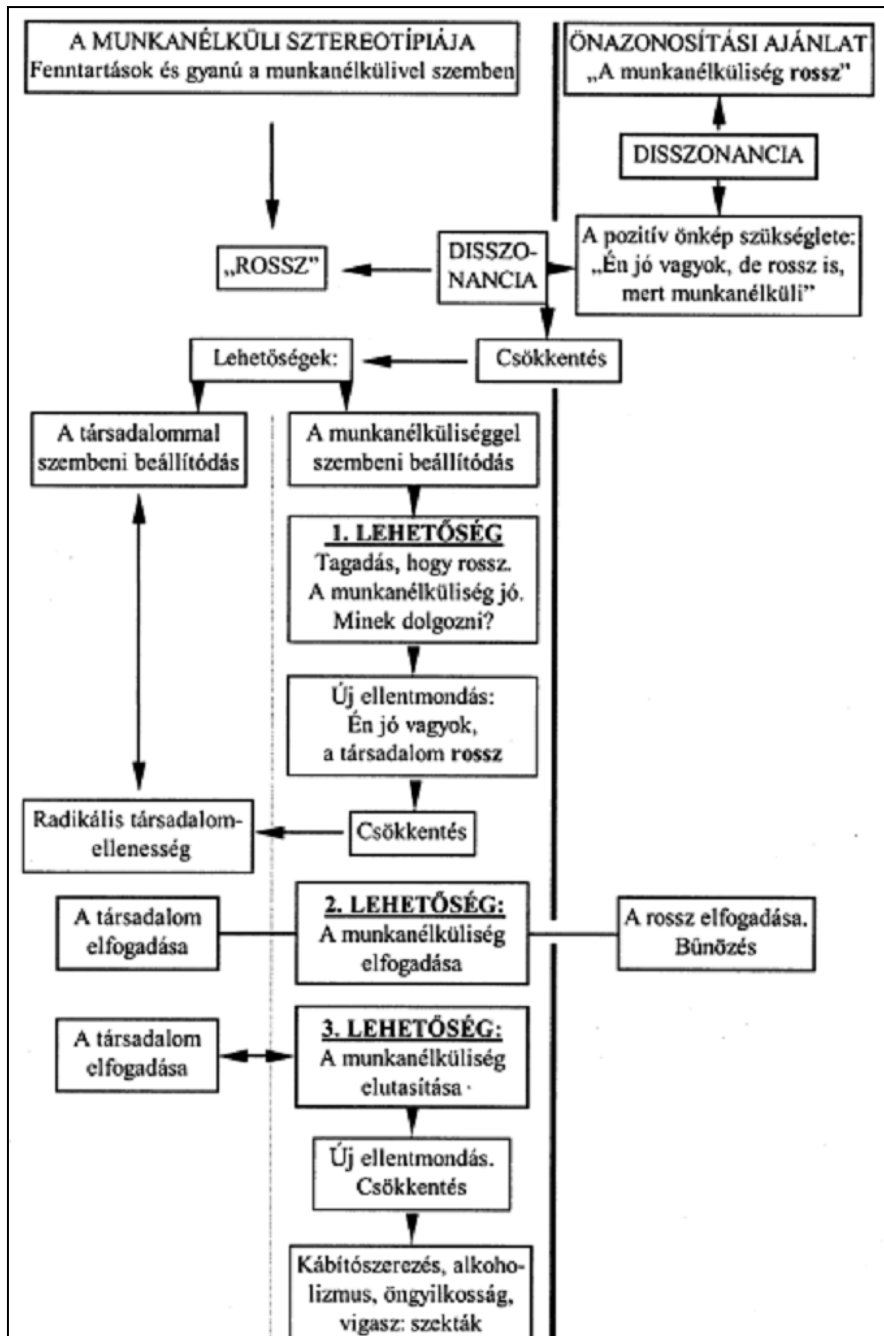 A MUNKANÉLKÜLI SZTEREOTÍPIÁJA
Fenntartások és gyanú a munkanélkülivel szemben
ÖNAZONOSÍTÁSI AJÁNLAT
„A munkanélküliség rossz”
DISSZONANCIA
A pozitív önkép szükséglete:
„Én jó vagyok, de rossz is,
mert munkanélküli”
DISSZO-
NANCIA
„ROSSZ”
Csökkentés
Lehetőségek:
A társadalommal
szembeni beállítódás
A munkanélküliséggel
szembeni beállítódás
1. LEHETŐSÉG
Tagadás, hogy rossz.
A munkanélküliség jó.
Minek dolgozni?
Új ellentmondás:
Én jó vagyok,
a társadalom rossz
Csökkentés
Radikális társadalom-
ellenesség
A társadalom
elfogadása
2. LEHETŐSÉG:
A munkanélküliség
elfogadása
A rossz elfogadása.
Bűnözés
A társadalom
elfogadása
3. LEHETŐSÉG:
A munkanélküliség
elutasítása
Új ellentmondás.
Csökkentés
Kábítószerezés, alkoho-
lizmus, öngyilkosság,
vigasz: szekták